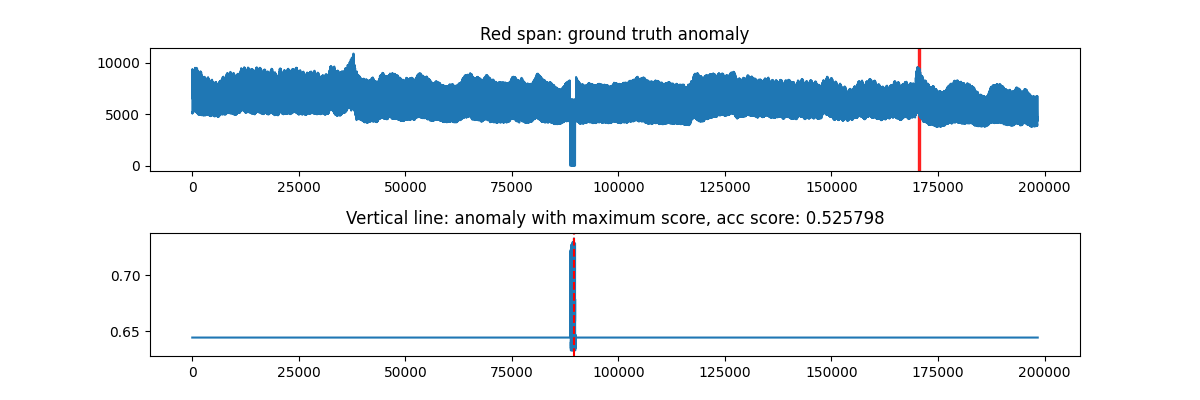 Red span: ground truth anomaly
10000
5000
0
0 25000 50000 75000 100000 125000 150000 175000 200000
Vertical line: anomaly with maximum score, acc score: 0.525798
0.70
0.65
0 25000 50000 75000 100000 125000 150000 175000 200000